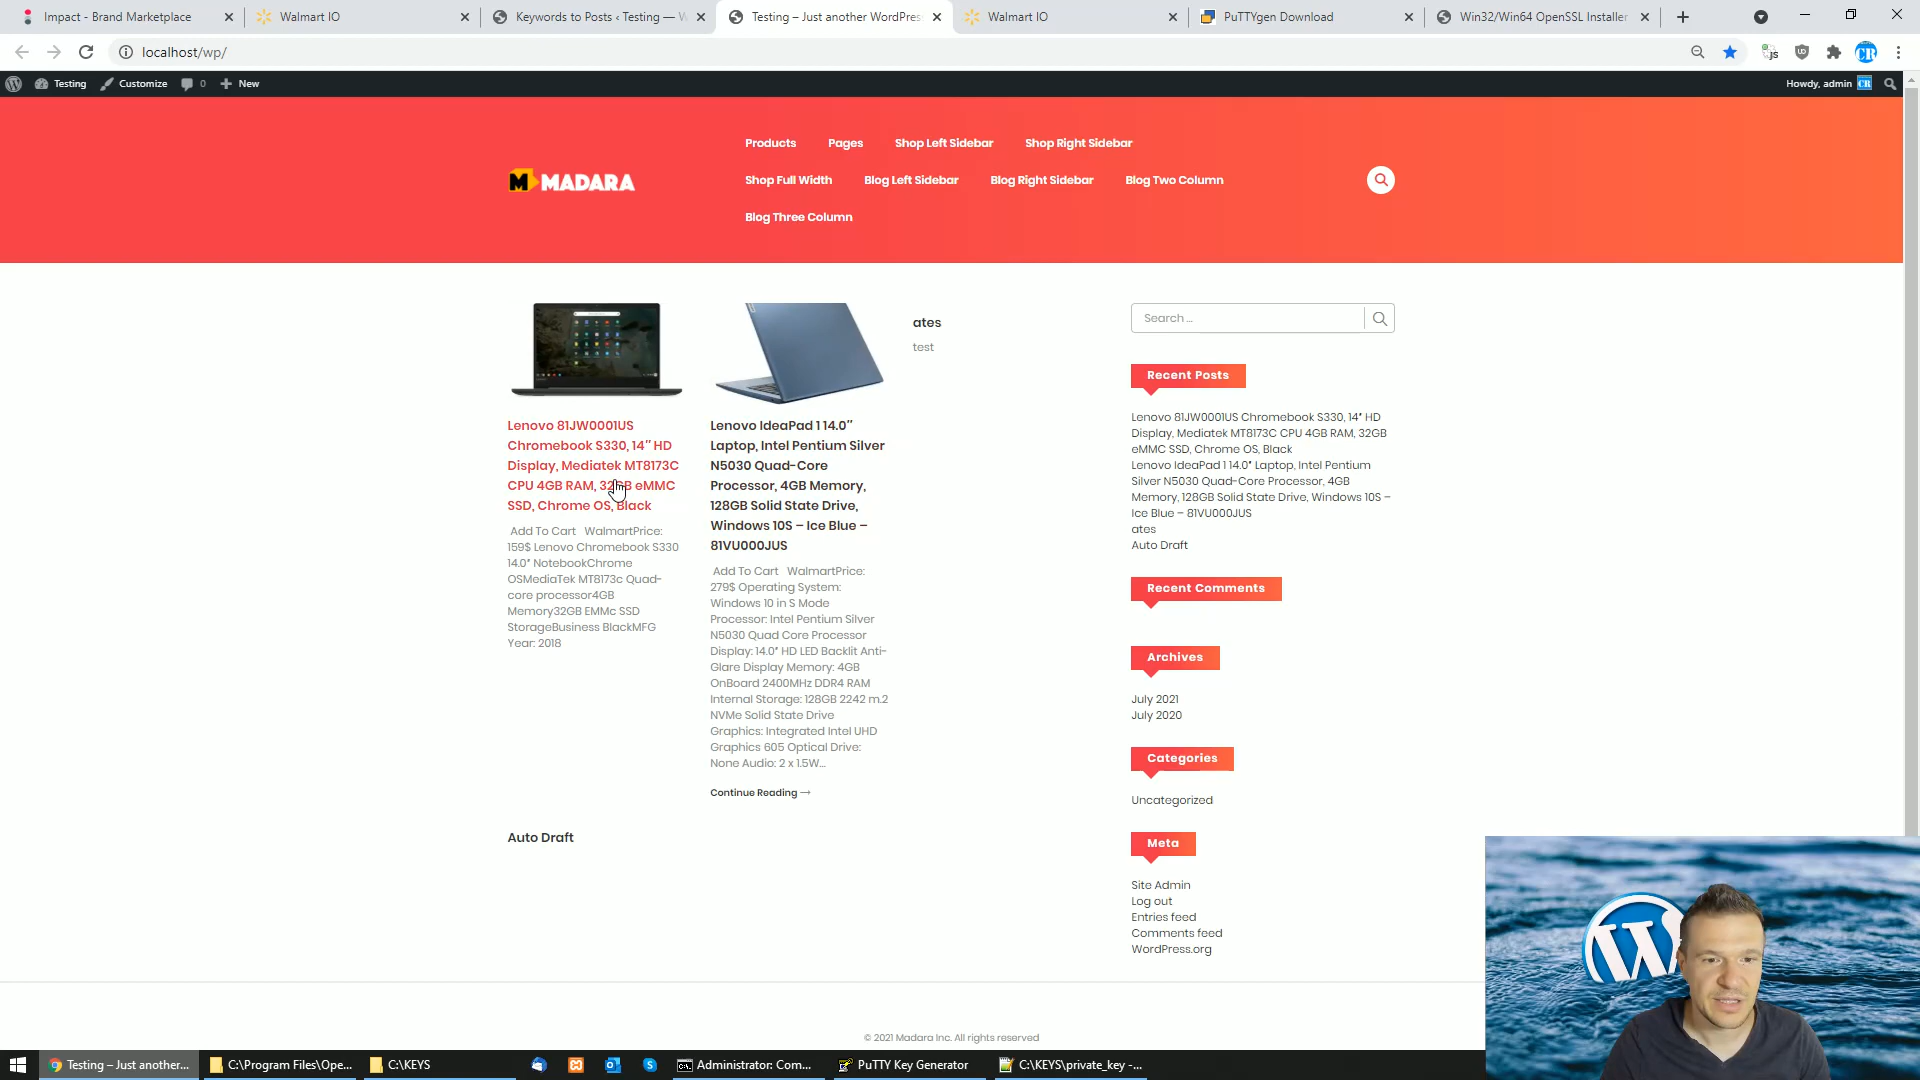 Impact - Brand Marketplace
Walmart IO
Keywords to Posts ‹ Testing — W
Testing – Just another WordPres
Walmart IO
PuTTYgen Download
Win32/Win64 OpenSSL Installer
localhost/wp/
Testing
Customize
0
New
Howdy, admin
MADARA
Products
Pages
Shop Left Sidebar
Shop Right Sidebar
Shop Full Width
Blog Left Sidebar
Blog Right Sidebar
Blog Two Column
Blog Three Column
Lenovo 81JW0001US
Chromebook S330, 14″ HD
Display, Mediatek MT8173C
CPU 4GB RAM, 32GB eMMC
SSD, Chrome OS, Black
Add To Cart WalmartPrice:
159$ Lenovo Chromebook S330
14.0″ NotebookChrome
OSMediaTek MT8173c Quad-
core processor4GB
Memory32GB EMMc SSD
StorageBusiness BlackMFG
Year: 2018
Lenovo IdeaPad 1 14.0″
Laptop, Intel Pentium Silver
N5030 Quad-Core
Processor, 4GB Memory,
128GB Solid State Drive,
Windows 10S – Ice Blue –
81VU000JUS
Add To Cart WalmartPrice:
279$ Operating System:
Windows 10 in S Mode
Processor: Intel Pentium Silver
N5030 Quad Core Processor
Display: 14.0″ HD LED Backlit Anti-
Glare Display Memory: 4GB
OnBoard 2400MHz DDR4 RAM
Internal Storage: 128GB 2242 m.2
NVMe Solid State Drive
Graphics: Integrated Intel UHD
Graphics 605 Optical Drive:
None Audio: 2 x 1.5W...
Continue Reading →
ates
test
Auto Draft
Search ...
Recent Posts
Lenovo 81JW0001US Chromebook S330, 14″ HD
Display, Mediatek MT8173C CPU 4GB RAM, 32GB
eMMC SSD, Chrome OS, Black
Lenovo IdeaPad 1 14.0″ Laptop, Intel Pentium
Silver N5030 Quad-Core Processor, 4GB
Memory, 128GB Solid State Drive, Windows 10S –
Ice Blue – 81VU000JUS
ates
Auto Draft
Recent Comments
Archives
July 2021
July 2020
Categories
Uncategorized
Meta
Site Admin
Log out
Entries feed
Comments feed
WordPress.org
© 2021 Madara Inc. All rights reserved
Testing – Just another...
C:\Program Files\Ope...
C:\KEYS
Administrator: Com...
PuTTY Key Generator
C:\KEYS\private_key -...